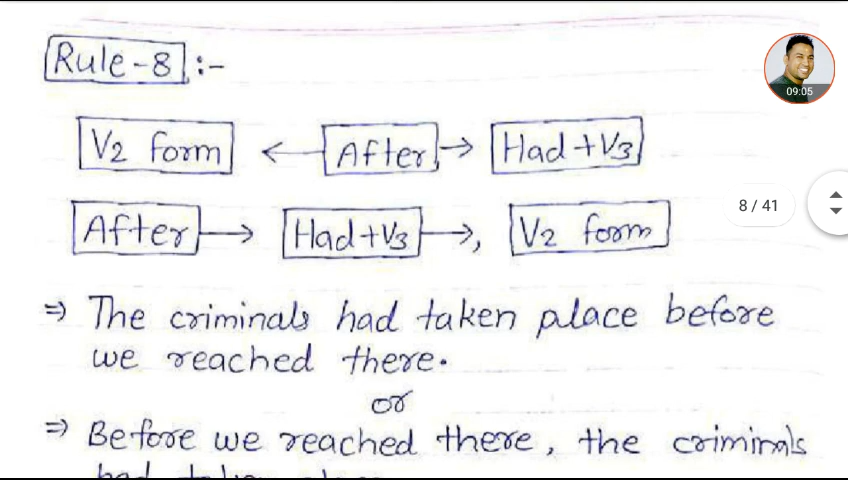 Rule-8 :-
09:05
V2 form ← After → Had+V3
8 / 41
After → Had+V3 →, V2 form
⇒ The criminals had taken place before
we reached there.
or
⇒ Before we reached there, the criminals